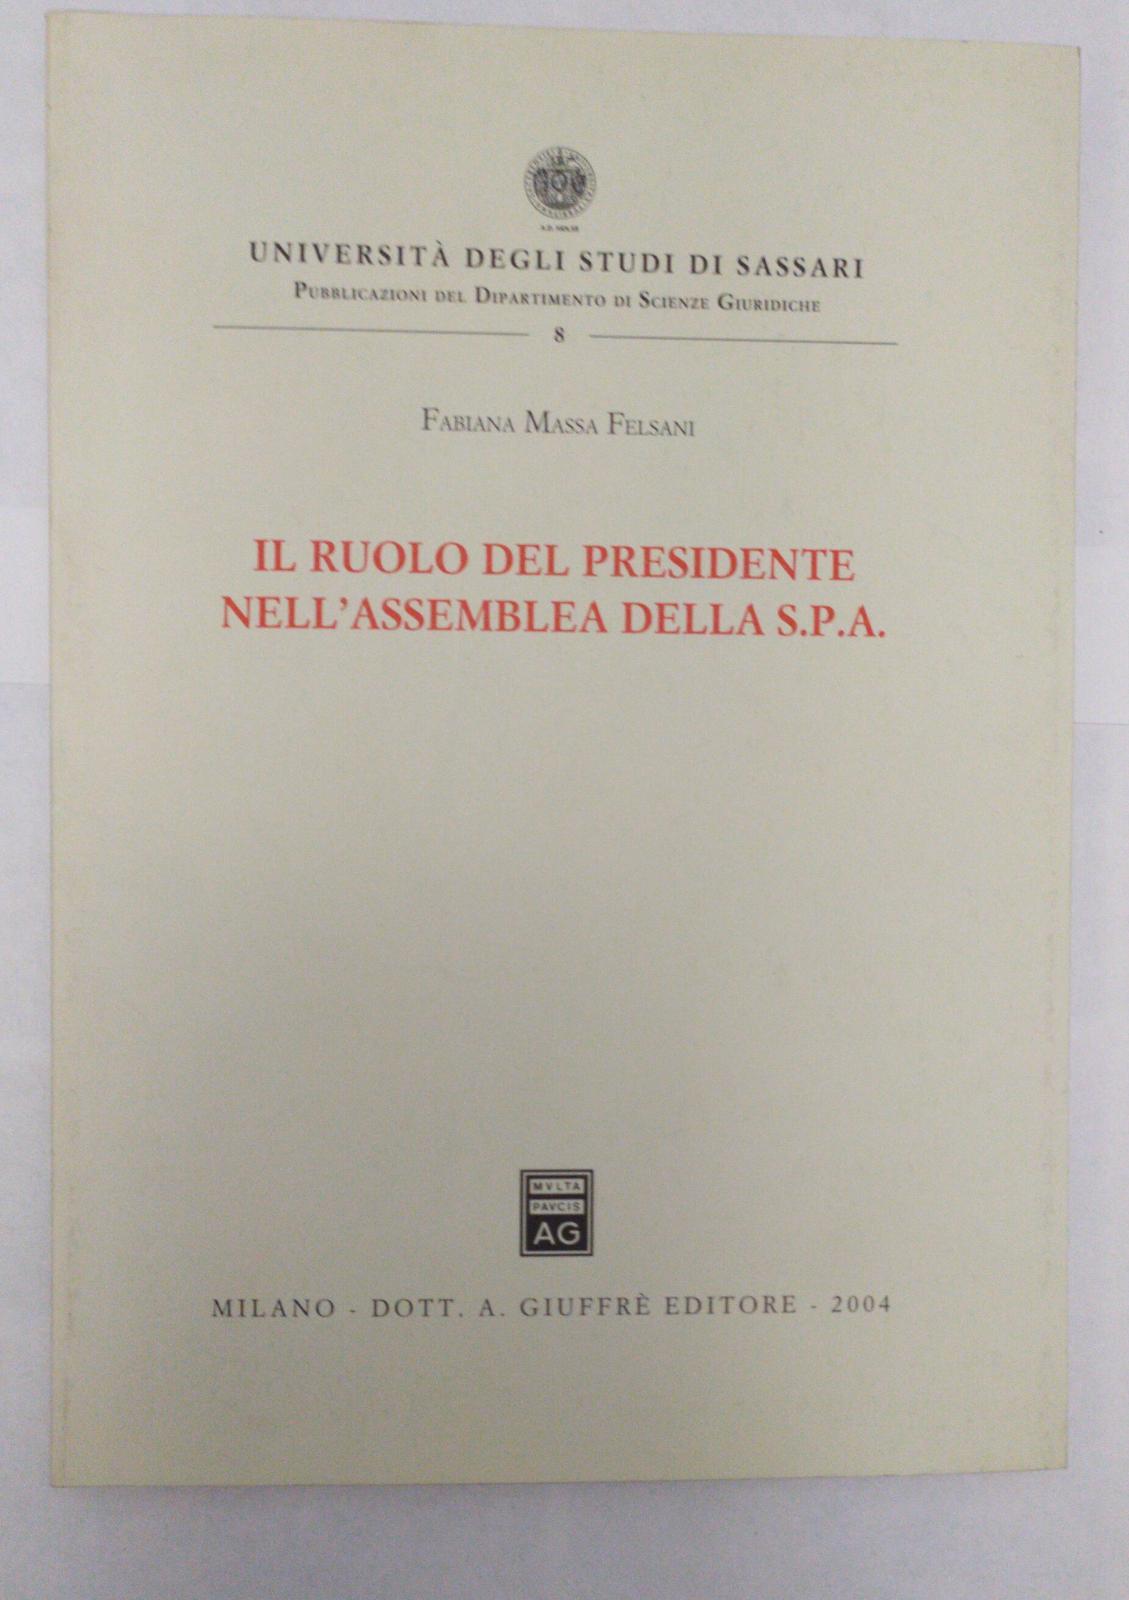 UNIVERSITÀ DEGLI STUDI DI SASSARI
PUBBLICAZIONI DEL DIPARTIMENTO DI SCIENZE GIURIDICHE
8
FABIANA MASSA FELSANI
IL RUOLO DEL PRESIDENTE
NELL'ASSEMBLEA DELLA S.P.A.
MVLTA
PAVCIS
AG
MILANO - DOTT. A. GIUFFRÈ EDITORE - 2004